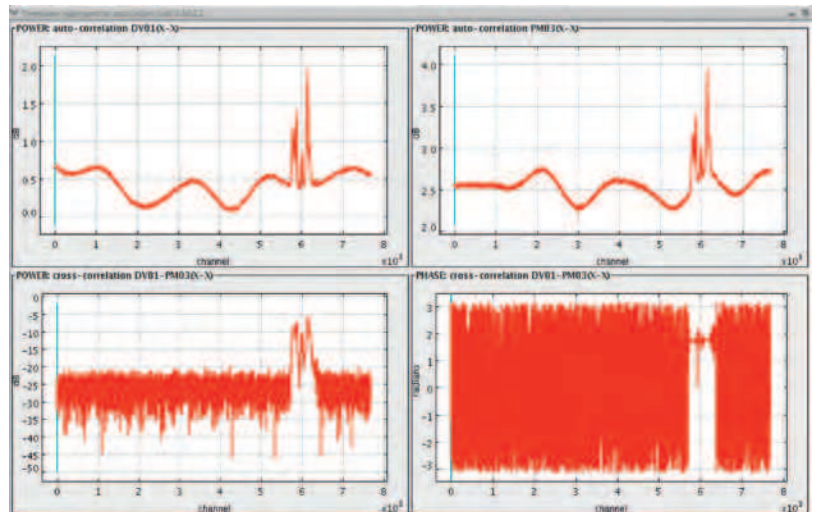 POWER: auto-correlation DV01(X-X)
POWER: auto-correlation PM03(X-X)
dB
2.0
1.5
1.0
0.5
0.0
0 1 2 3 4 5 6 7 8
channel
x10³
dB
4.0
3.5
3.0
2.5
2.0
0 1 2 3 4 5 6 7 8
channel
x10³
POWER: cross-correlation DV01-PM03(X-X)
PHASE: cross-correlation DV01-PM03(X-X)
dB
0
-5
-10
-15
-20
-25
-30
-35
-40
-45
-50
0 1 2 3 4 5 6 7 8
channel
x10³
radians
3
2
1
0
-1
-2
-3
0 1 2 3 4 5 6 7 8
channel
x10³